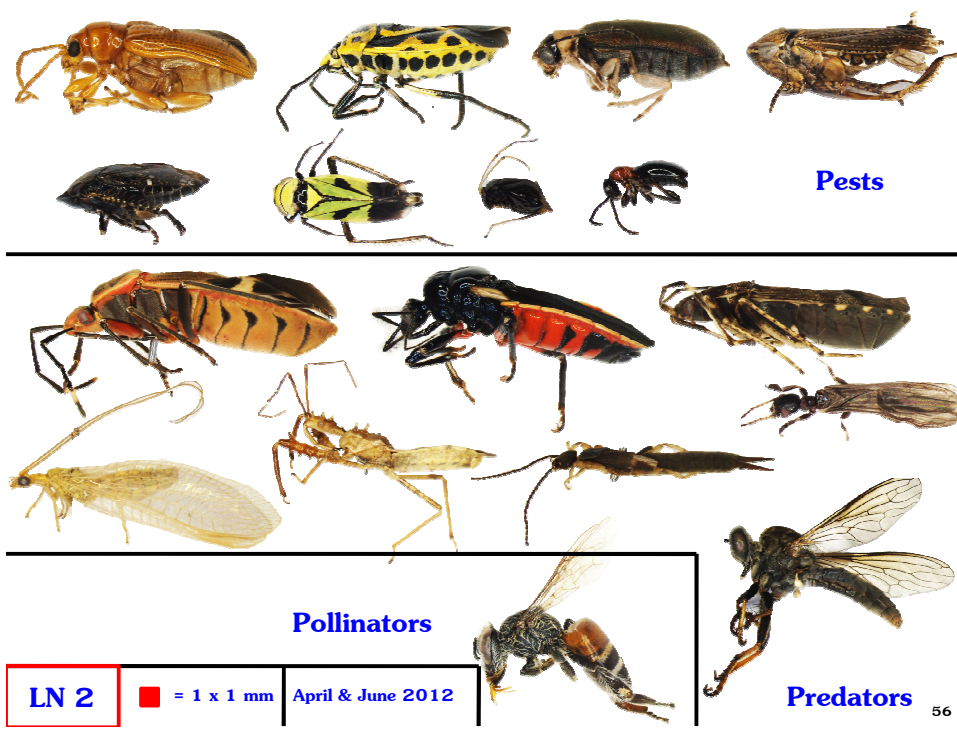 Pests
Pollinators
LN 2
= 1 x 1 mm
April & June 2012
Predators
56